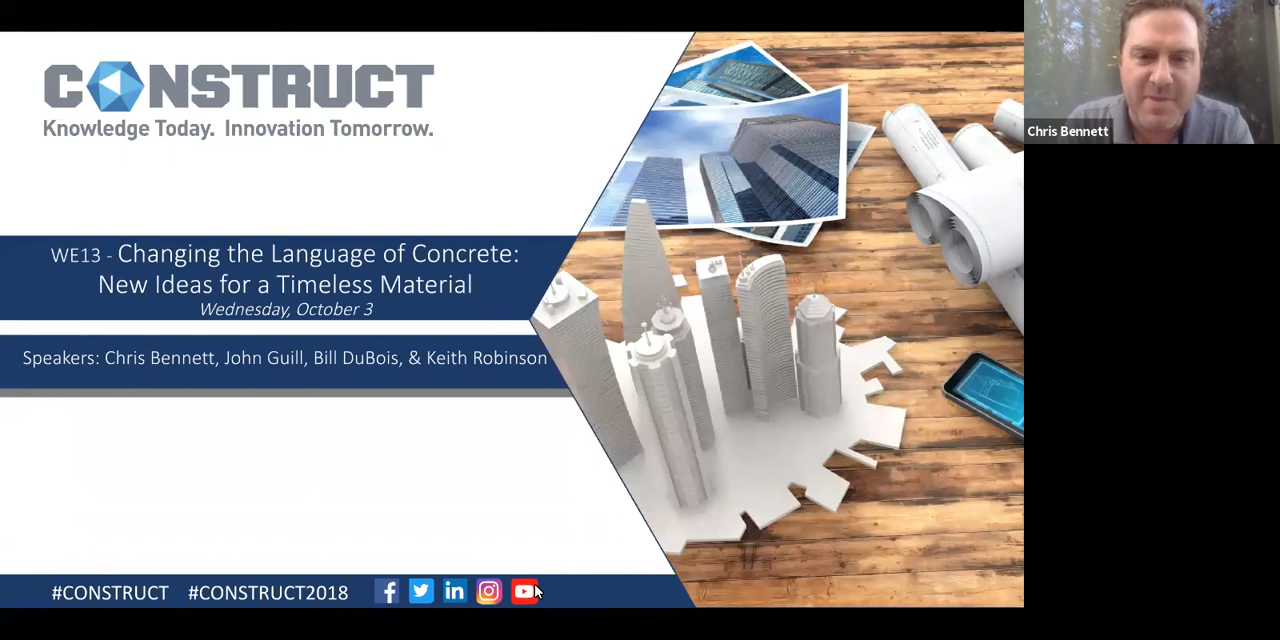 CONSTRUCT
Knowledge Today. Innovation Tomorrow.
WE13 - Changing the Language of Concrete:
New Ideas for a Timeless Material
Wednesday, October 3
Speakers: Chris Bennett, John Guill, Bill DuBois, & Keith Robinson
#CONSTRUCT #CONSTRUCT2018
Chris Bennett